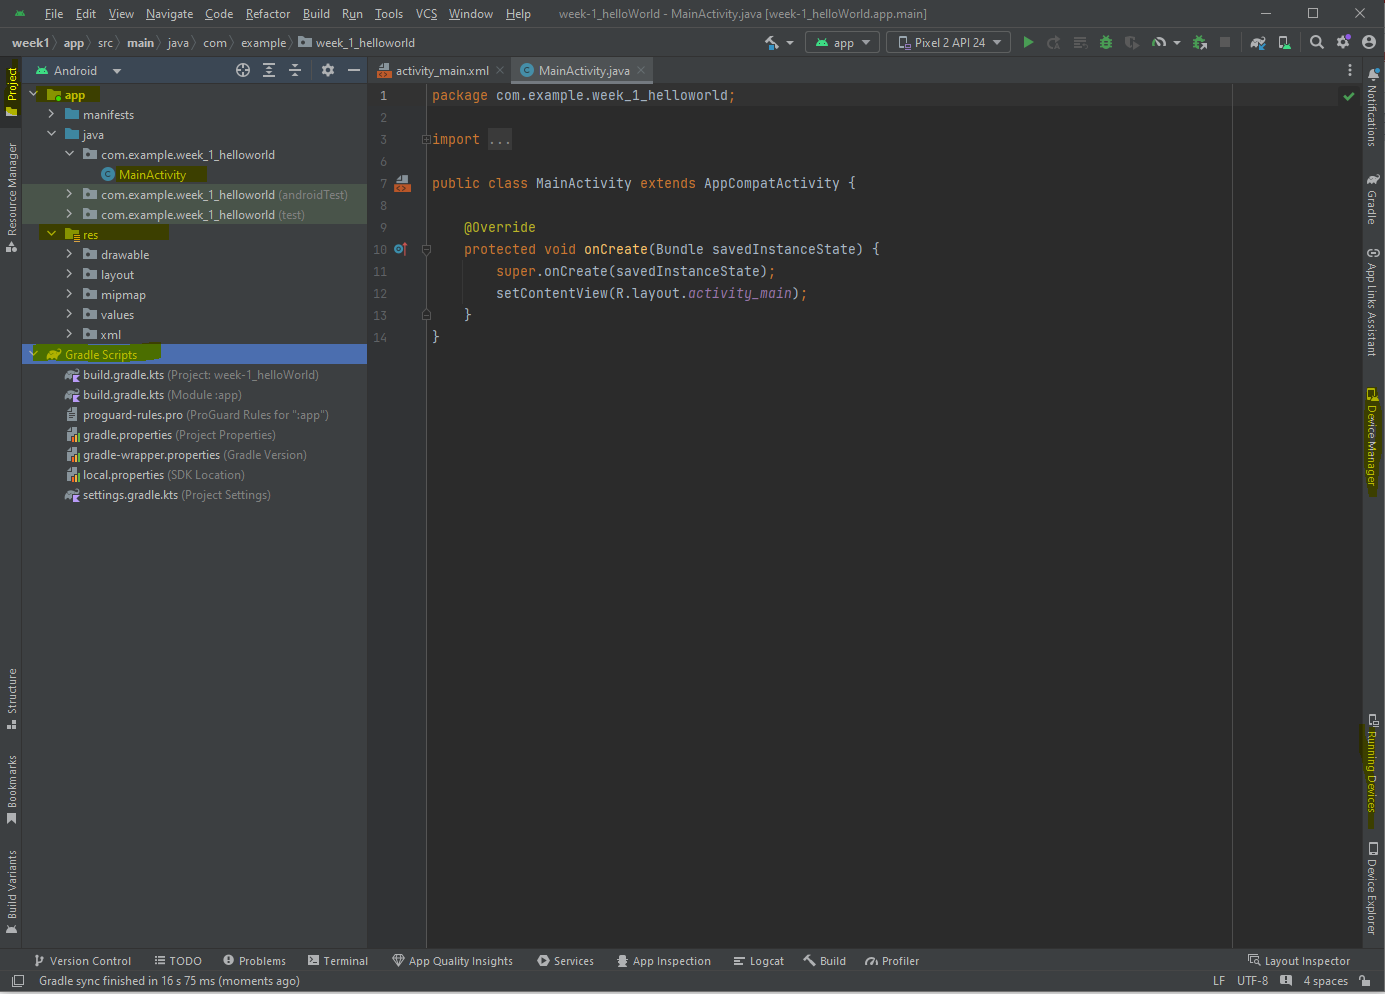 File Edit View Navigate Code Refactor Build Run Tools VCS Window Help week-1_helloWorld - MainActivity.java [week-1_helloWorld.app.main]
week1 app src main java com example week_1_helloworld app Pixel 2 API 24
Project
Resource Manager
Structure
Bookmarks
Build Variants
Android
app
manifests
java
com.example.week_1_helloworld
MainActivity
com.example.week_1_helloworld (androidTest)
com.example.week_1_helloworld (test)
res
drawable
layout
mipmap
values
xml
Gradle Scripts
build.gradle.kts (Project: week-1_helloWorld)
build.gradle.kts (Module :app)
proguard-rules.pro (ProGuard Rules for ":app")
gradle.properties (Project Properties)
gradle-wrapper.properties (Gradle Version)
local.properties (SDK Location)
settings.gradle.kts (Project Settings)
activity_main.xml MainActivity.java
1 package com.example.week_1_helloworld;
2
3 import ...
6
7 public class MainActivity extends AppCompatActivity {
8
9 @Override
10 protected void onCreate(Bundle savedInstanceState) {
11 super.onCreate(savedInstanceState);
12 setContentView(R.layout.activity_main);
13 }
14 }
Notifications
Gradle
App Links Assistant
Device Manager
Running Devices
Device Explorer
Version Control TODO Problems Terminal App Quality Insights Services App Inspection Logcat Build Profiler Layout Inspector
Gradle sync finished in 16 s 75 ms (moments ago) LF UTF-8 4 spaces